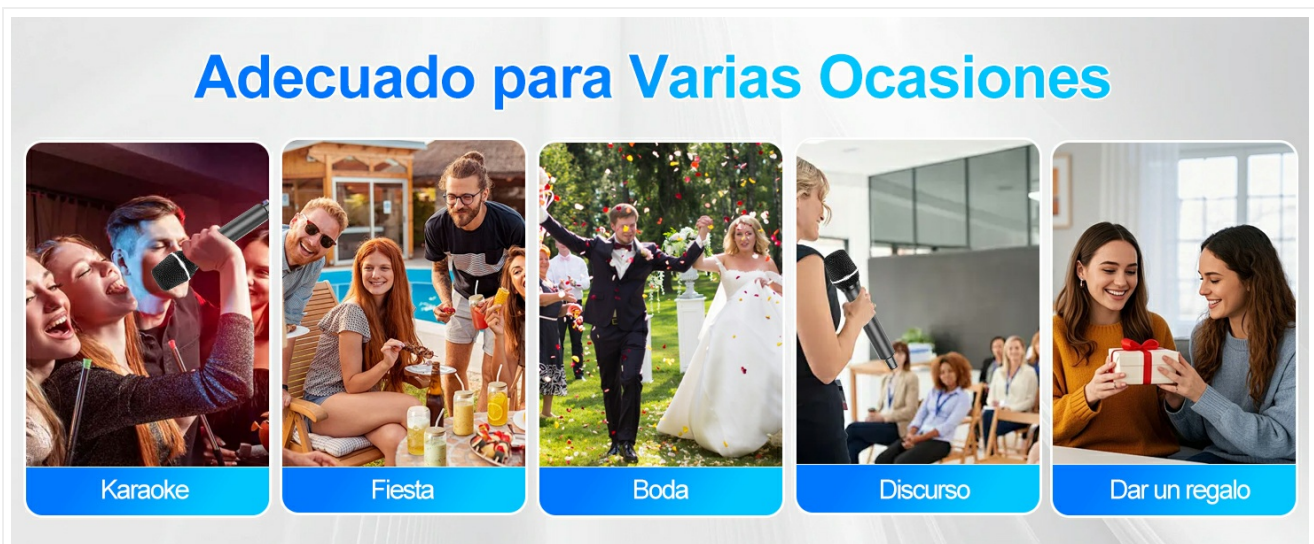 Adecuado para Varias Ocasiones
Karaoke
Fiesta
Boda
Discurso
Dar un regalo